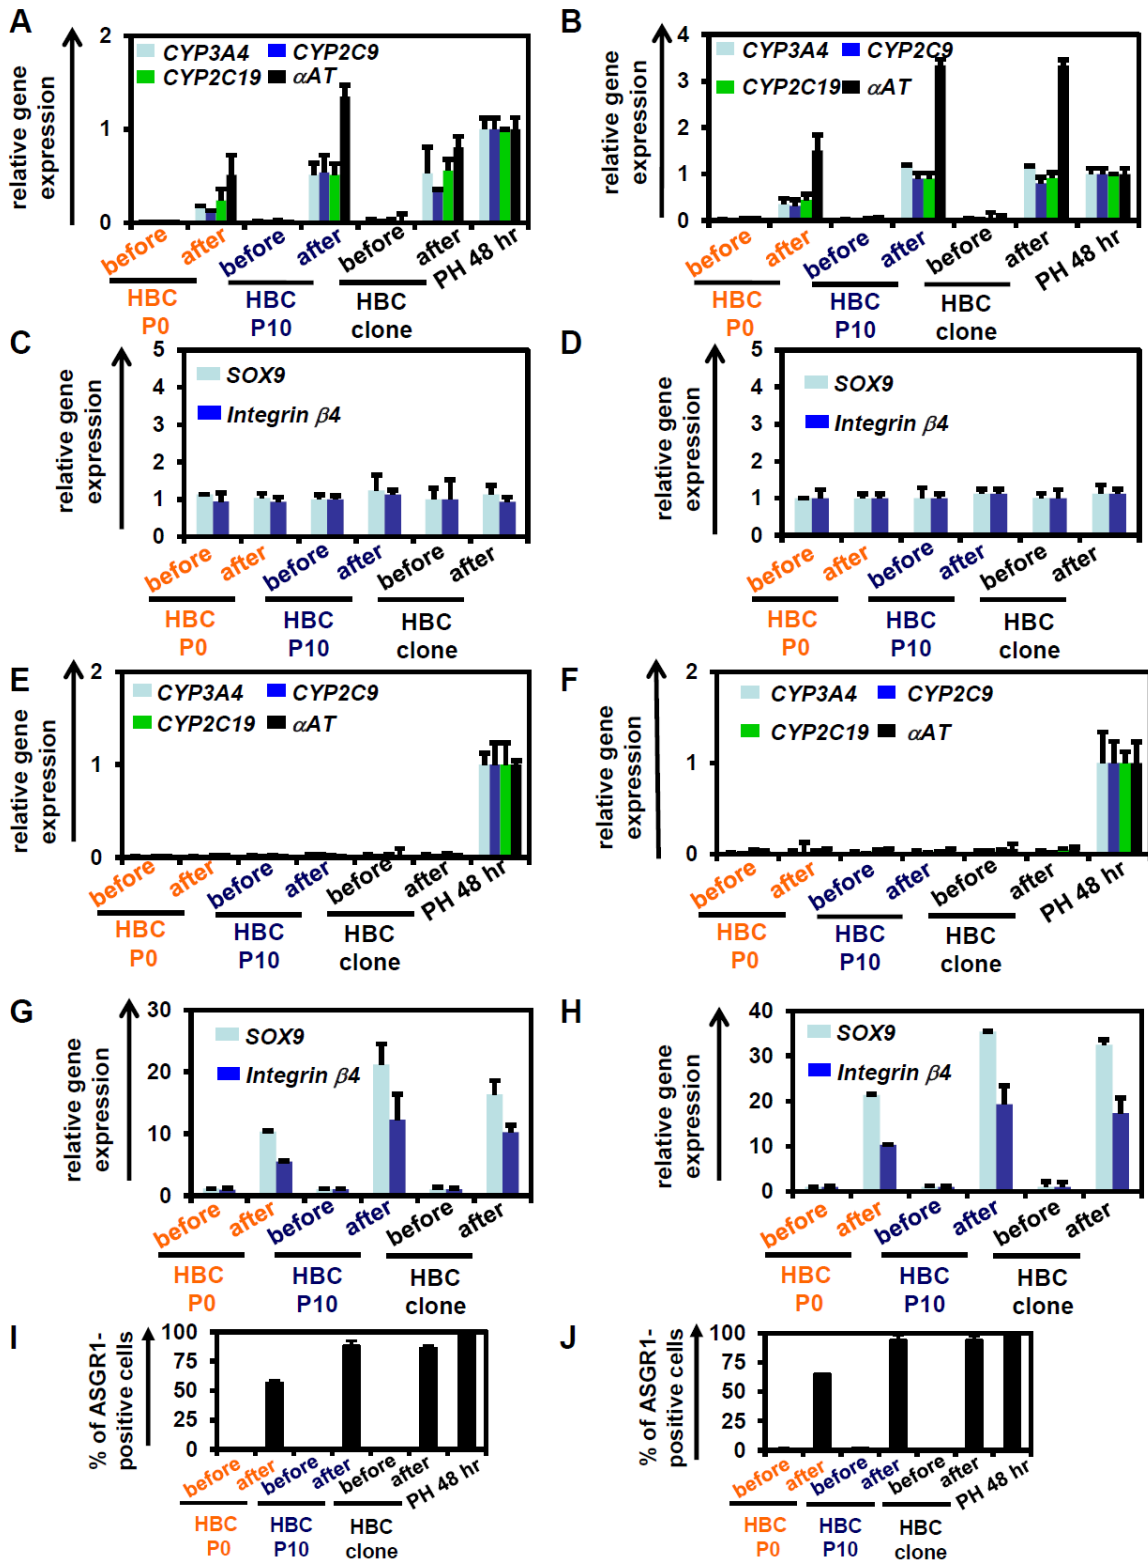 A
relative gene
expression
2
1
0
CYP3A4
CYP2C9
CYP2C19
αAT
before
after
before
after
before
after
PH 48 hr
HBC
P0
HBC
P10
HBC
clone
B
relative gene
expression
4
3
2
1
0
CYP3A4
CYP2C9
CYP2C19
αAT
before
after
before
after
before
after
PH 48 hr
HBC
P0
HBC
P10
HBC
clone
C
relative gene
expression
5
4
3
2
1
0
SOX9
Integrin β4
before
after
before
after
before
after
HBC
P0
HBC
P10
HBC
clone
D
relative gene
expression
5
4
3
2
1
0
SOX9
Integrin β4
before
after
before
after
before
after
HBC
P0
HBC
P10
HBC
clone
E
relative gene
expression
2
1
0
CYP3A4
CYP2C9
CYP2C19
αAT
before
after
before
after
before
after
PH 48 hr
HBC
P0
HBC
P10
HBC
clone
F
relative gene
expression
2
1
0
CYP3A4
CYP2C9
CYP2C19
αAT
before
after
before
after
before
after
PH 48 hr
HBC
P0
HBC
P10
HBC
clone
G
relative gene
expression
30
20
10
0
SOX9
Integrin β4
before
after
before
after
before
after
HBC
P0
HBC
P10
HBC
clone
H
relative gene
expression
40
30
20
10
0
SOX9
Integrin β4
before
after
before
after
before
after
HBC
P0
HBC
P10
HBC
clone
I
% of ASGR1-
positive cells
100
75
50
25
0
before
after
before
after
before
after
PH 48 hr
HBC
P0
HBC
P10
HBC
clone
J
% of ASGR1-
positive cells
100
75
50
25
0
before
after
before
after
before
after
PH 48 hr
HBC
P0
HBC
P10
HBC
clone